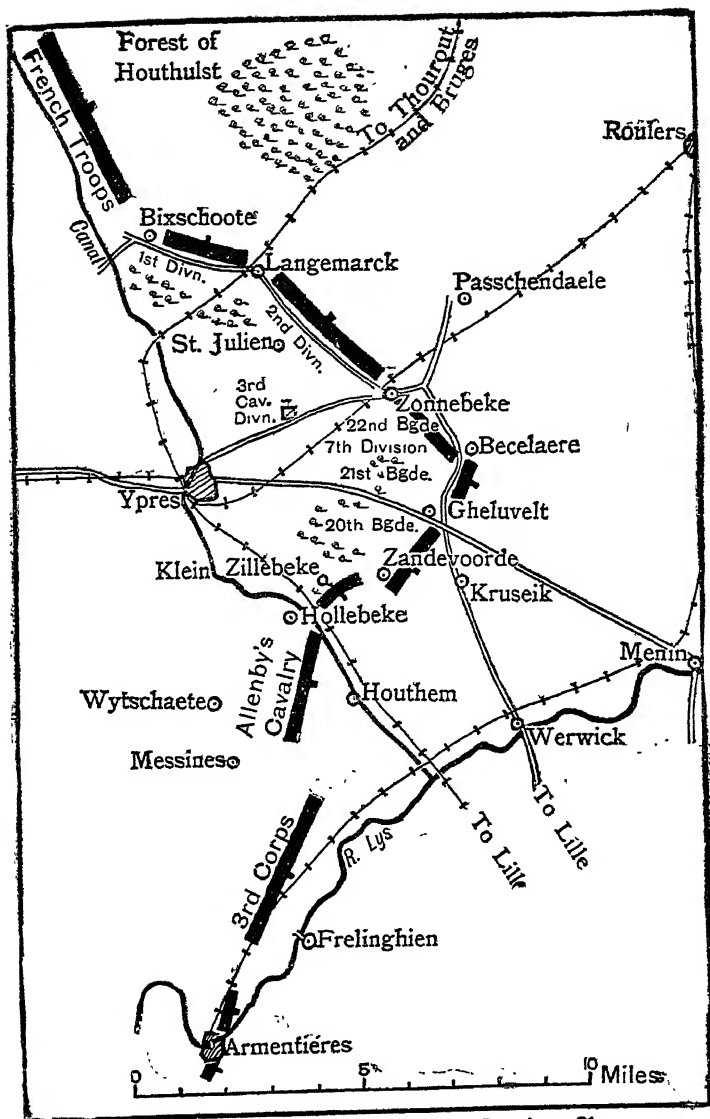 Forest of
Houthulst
French Troops
To Thourout
and Bruges
Roulers
Bixschoote
Canal
1st Divn.
Langemarck
Passchendaele
2nd Divn.
St. Julien
3rd
Cav.
Divn.
Zonnebeke
22nd Bgde
7th Division
Becelaere
21st Bgde.
Ypres
Gheluvelt
20th Bgde.
Klein Zillebeke
Zandevoorde
Kruseik
Hollebeke
Menin
Allenby's
Cavalry
Wytschaete
Houthem
Werwick
Messines
To Lille
To Lille
3rd Corps
R. Lys
Frelinghien
Armentiéres
0 5 10 Miles